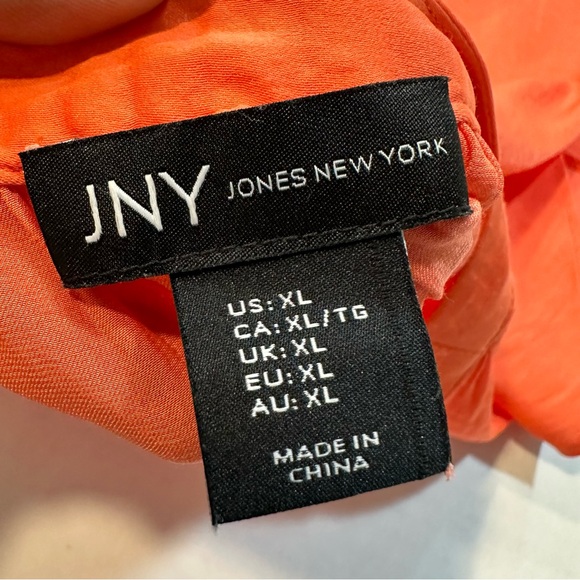 JNY JONES NEW YORK
US: XL
CA: XL/TG
UK: XL
EU: XL
AU: XL
MADE IN
CHINA